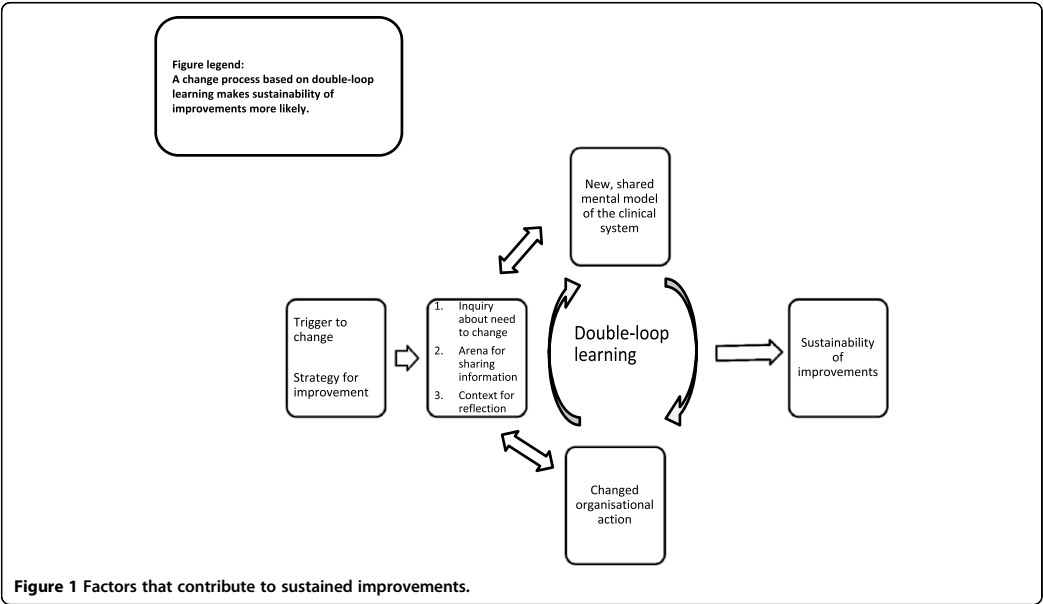 Figure legend:
A change process based on double-loop
learning makes sustainability of
improvements more likely.
New, shared
mental model
of the clinical
system
Trigger to
change
Strategy for
improvement
1. Inquiry
about need
to change
2. Arena for
sharing
information
3. Context for
reflection
Double-loop
learning
Sustainability
of
improvements
Changed
organisational
action
Figure 1 Factors that contribute to sustained improvements.